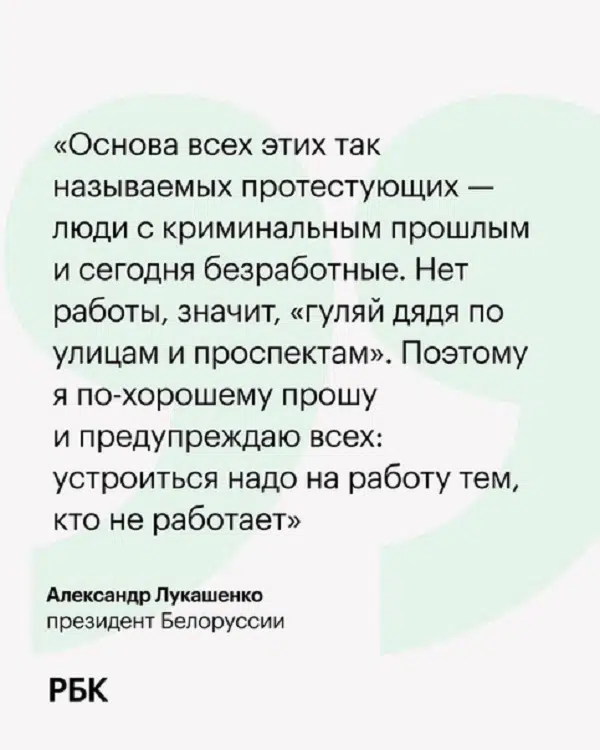 «Основа всех этих так
называемых протестующих —
люди с криминальным прошлым
и сегодня безработные. Нет
работы, значит, «гуляй дядя по
улицам и проспектам». Поэтому
я по-хорошему прошу
и предупреждаю всех:
устроиться надо на работу тем,
кто не работает»
Александр Лукашенко
президент Белоруссии
РБК